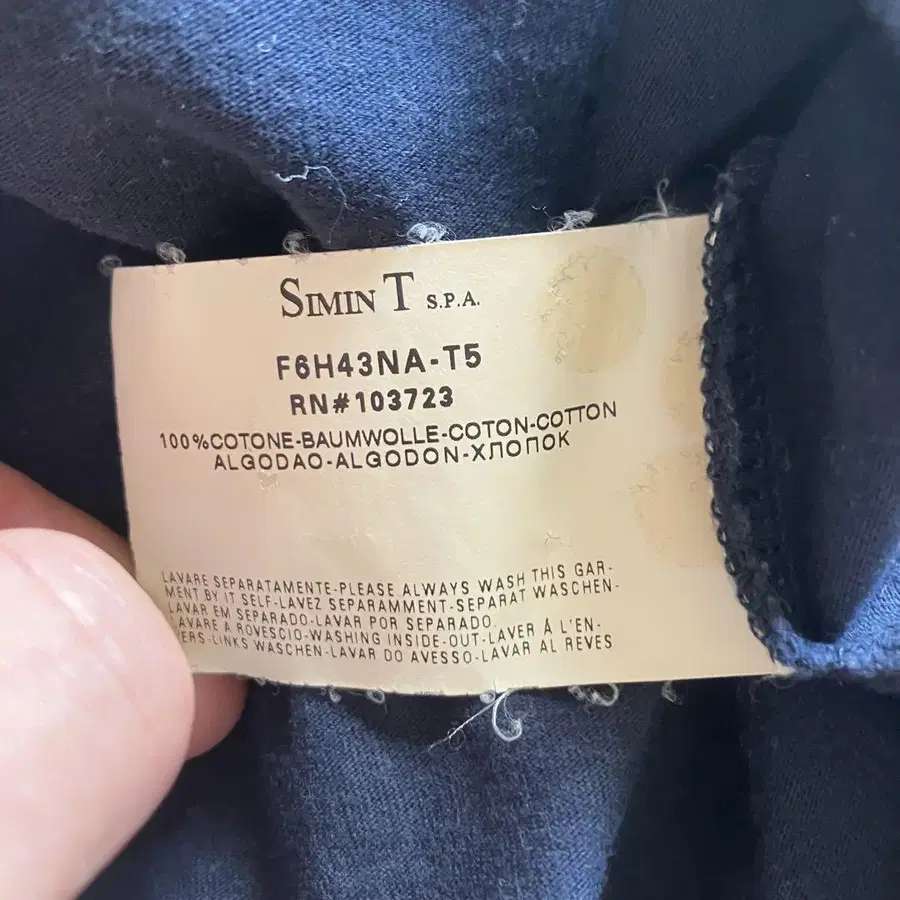 SIMIN T S.P.A.
F6H43NA-T5
RN#103723
100%COTONE-BAUMWOLLE-COTON-COTTON
ALGODAO-ALGODON-ХЛОПОК
LAVARE SEPARATAMENTE-PLEASE ALWAYS WASH THIS GAR-
MENT BY IT SELF-LAVEZ SEPARAMMENT-SEPARAT WASCHEN-
LAVAR EM SEPARADO-LAVAR POR SEPARADO.
LAVARE A ROVESCIO-WASHING INSIDE-OUT-LAVER À L'EN-
VERS-LINKS WASCHEN-LAVAR DO AVESSO-LAVAR AL REVES